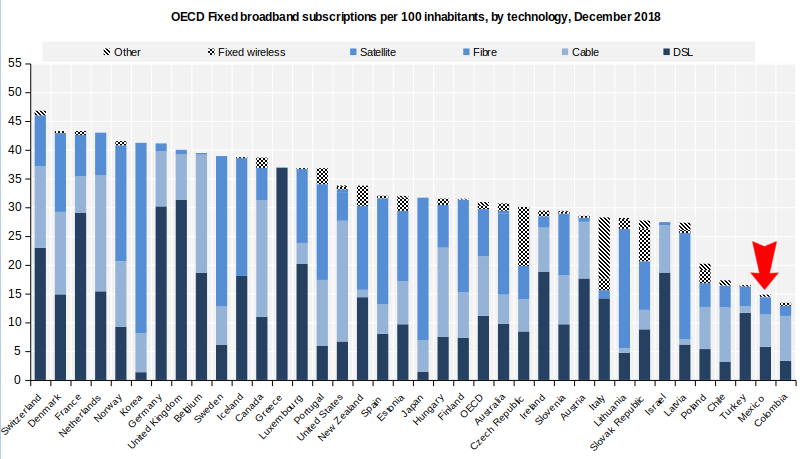 OECD Fixed broadband subscriptions per 100 inhabitants, by technology, December 2018
Other Fixed wireless Satellite Fibre Cable DSL
55
50
45
40
35
30
25
20
15
10
5
0
Switzerland
Denmark
France
Netherlands
Norway
Korea
Germany
United Kingdom
Belgium
Sweden
Iceland
Canada
Greece
Luxembourg
Portugal
United States
New Zealand
Spain
Estonia
Japan
Hungary
Finland
OECD
Australia
Czech Republic
Ireland
Slovenia
Austria
Italy
Lithuania
Slovak Republic
Israel
Latvia
Poland
Chile
Turkey
Mexico
Colombia